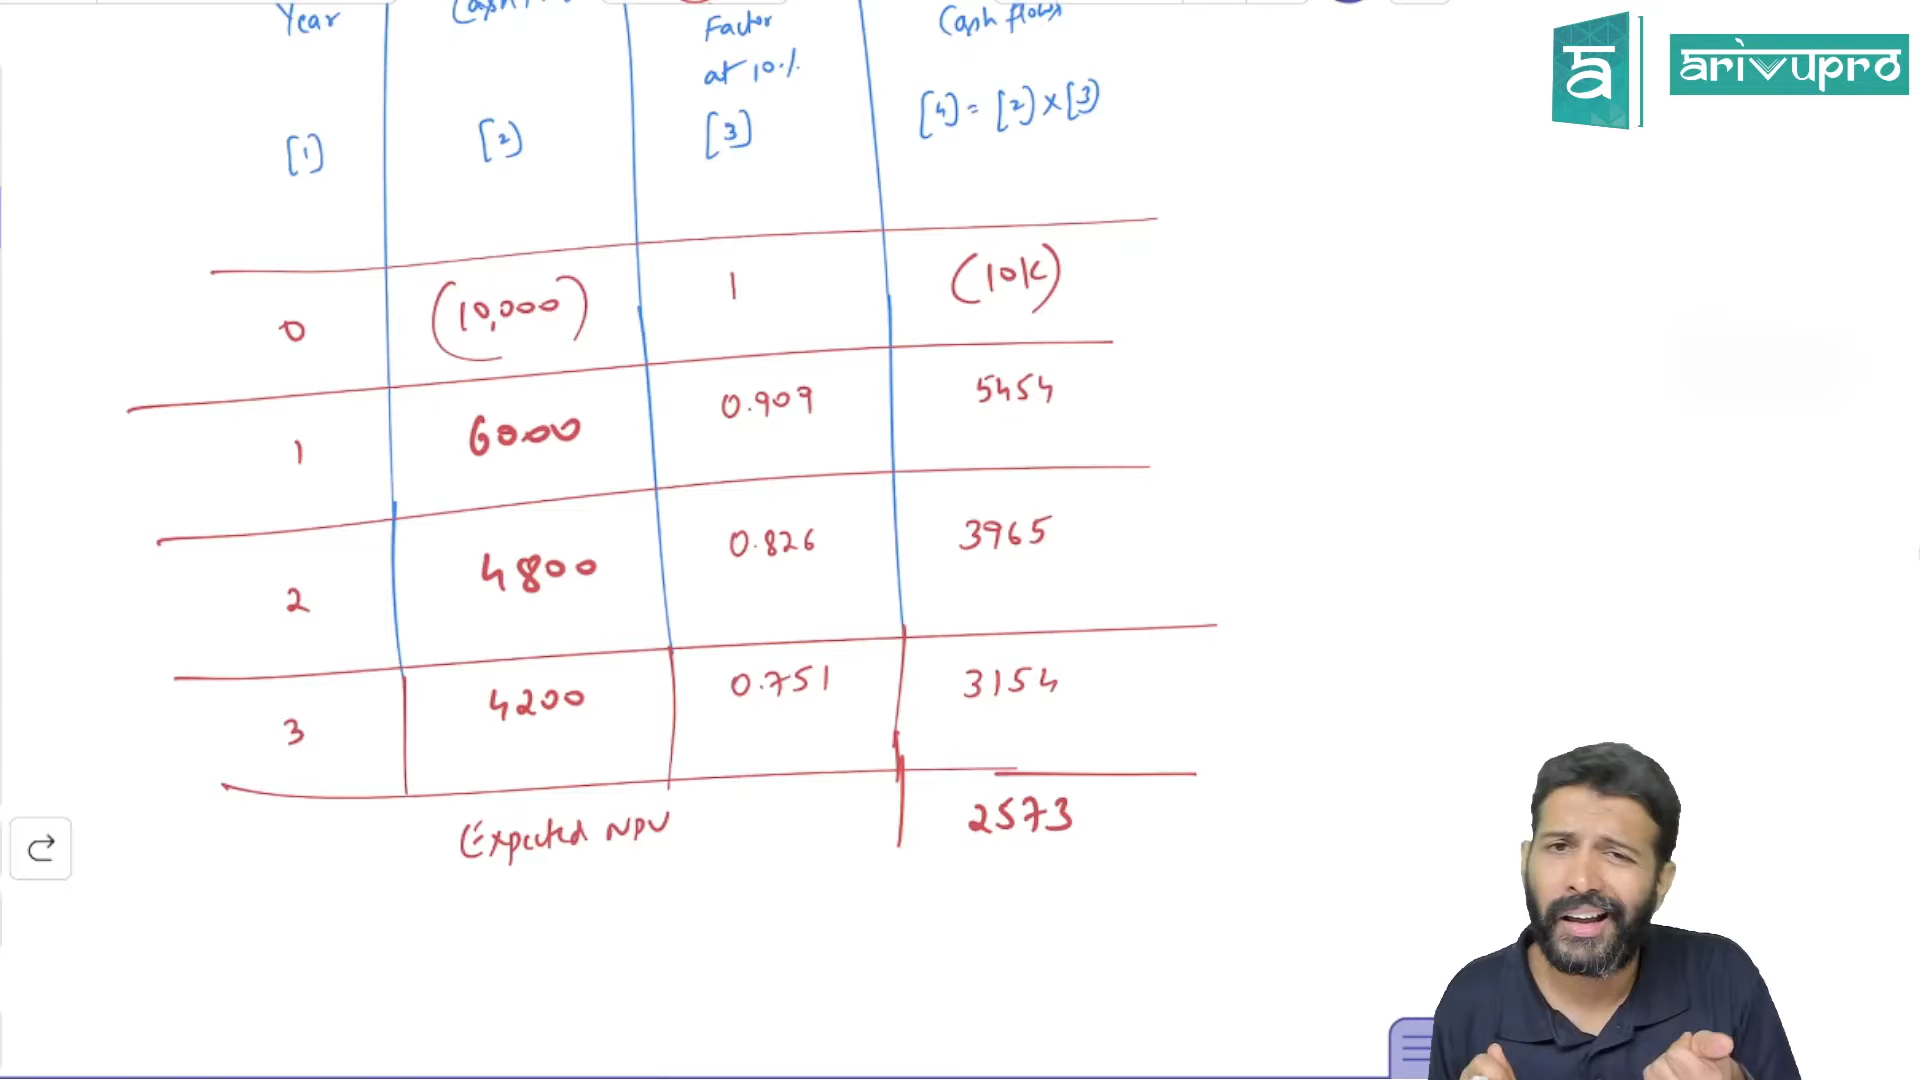 Year
Factor
at 10%
Cash flows
[1]
[2]
[3]
[4] = [2] x [3]
0
(10,000)
1
(10K)
1
6000
0.909
5454
2
4800
0.826
3965
3
4200
0.751
3154
Expected NPV
2573
ā
arivupro